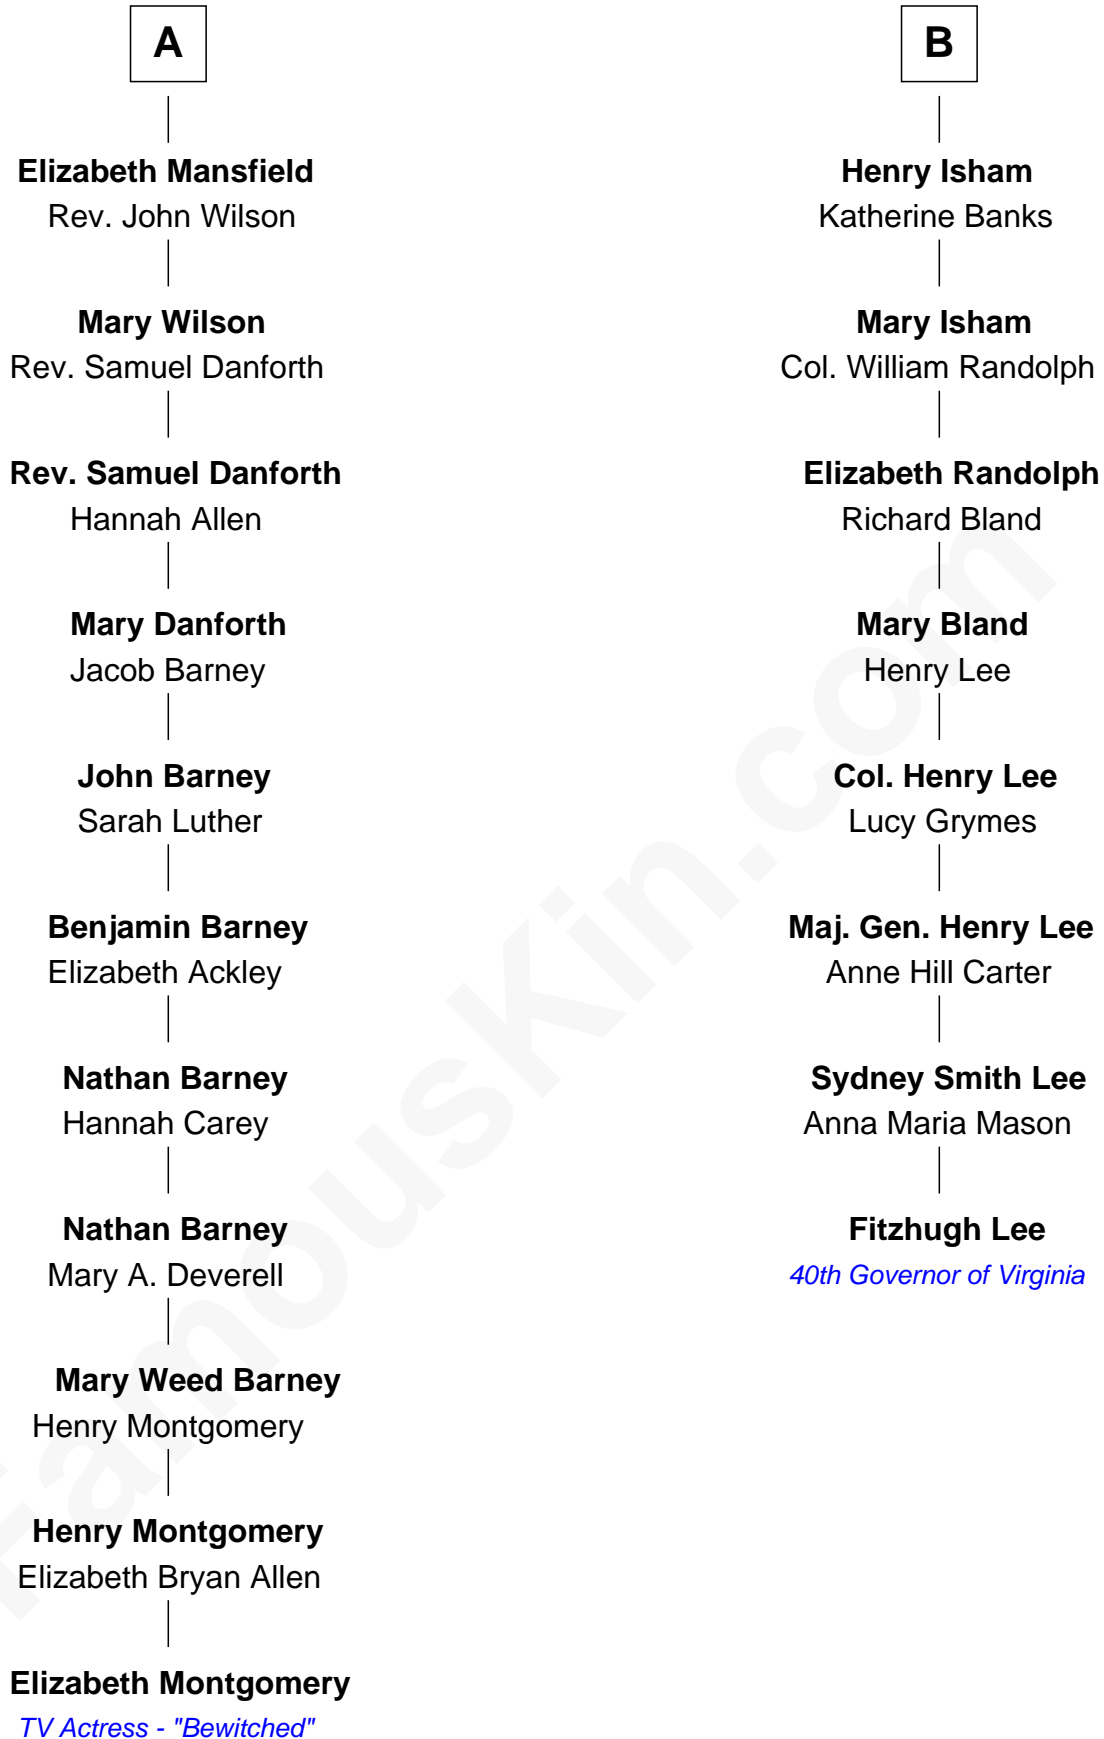 A
Elizabeth Mansfield
Rev. John Wilson
Mary Wilson
Rev. Samuel Danforth
Rev. Samuel Danforth
Hannah Allen
Mary Danforth
Jacob Barney
John Barney
Sarah Luther
Benjamin Barney
Elizabeth Ackley
Nathan Barney
Hannah Carey
Nathan Barney
Mary A. Deverell
Mary Weed Barney
Henry Montgomery
Henry Montgomery
Elizabeth Bryan Allen
Elizabeth Montgomery
TV Actress - "Bewitched"
B
Henry Isham
Katherine Banks
Mary Isham
Col. William Randolph
Elizabeth Randolph
Richard Bland
Mary Bland
Henry Lee
Col. Henry Lee
Lucy Grymes
Maj. Gen. Henry Lee
Anne Hill Carter
Sydney Smith Lee
Anna Maria Mason
Fitzhugh Lee
40th Governor of Virginia
FamousKin.com